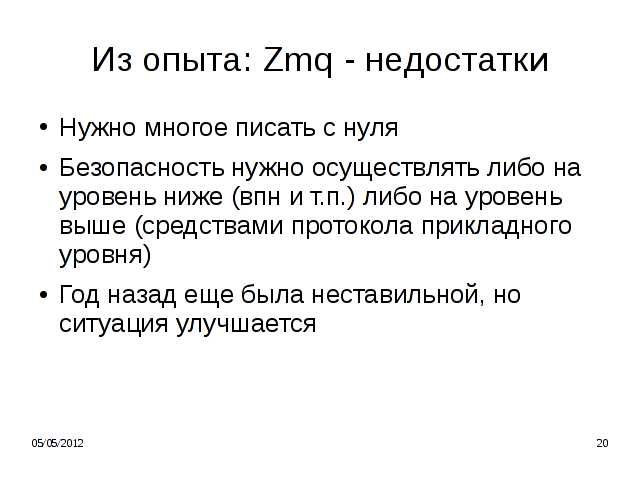 Из опыта: Zmq - недостатки
● Нужно многое писать с нуля
● Безопасность нужно осуществлять либо на
уровень ниже (впн и т.п.) либо на уровень
выше (средствами протокола прикладного
уровня)
● Год назад еще была неставильной, но
ситуация улучшается
05/05/2012
20